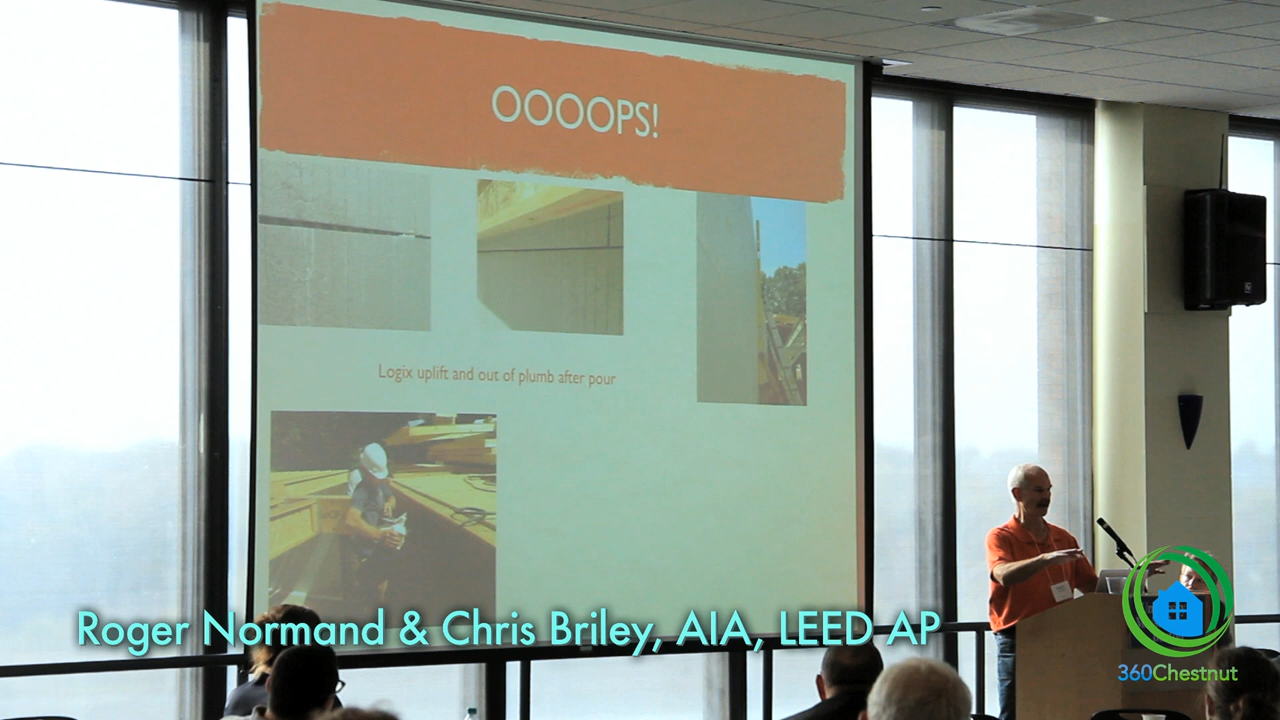 OOOOPS!
Logix uplift and out of plumb after pour
Roger Normand & Chris Briley, AIA, LEED AP
360Chestnut